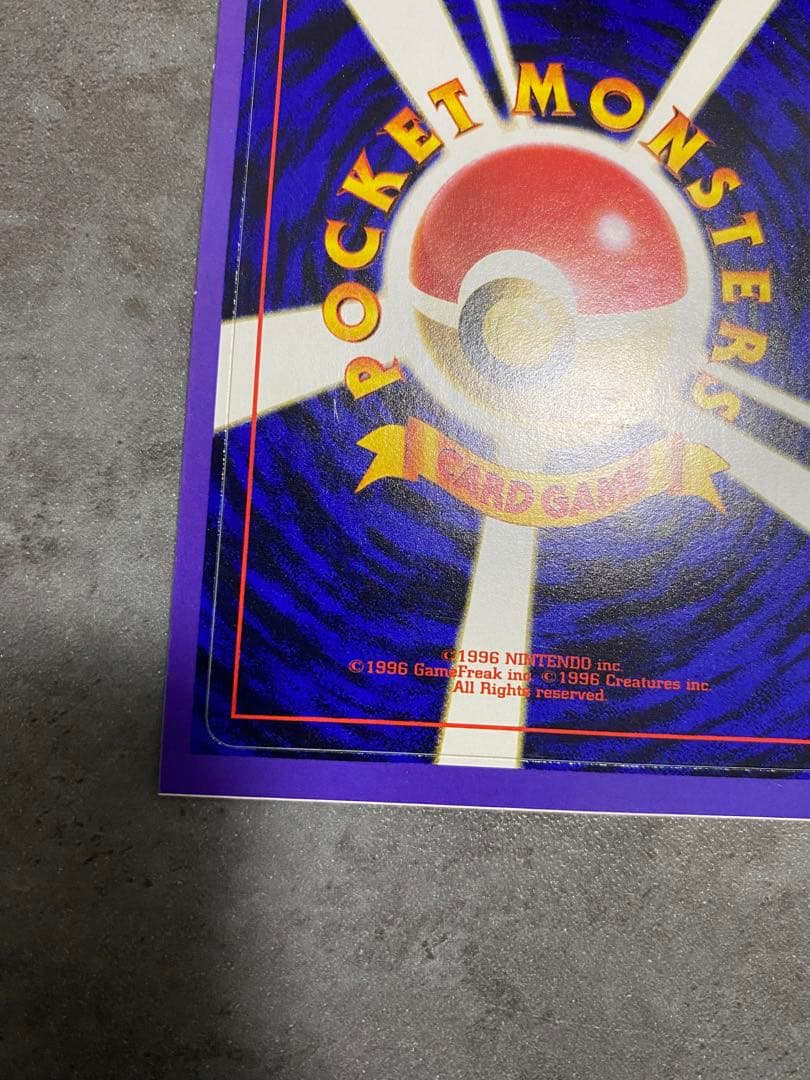 POCKET MONSTERS
CARD GAME
©1996 NINTENDO inc.
©1996 GameFreak inc. ©1996 Creatures inc.
All Rights reserved.